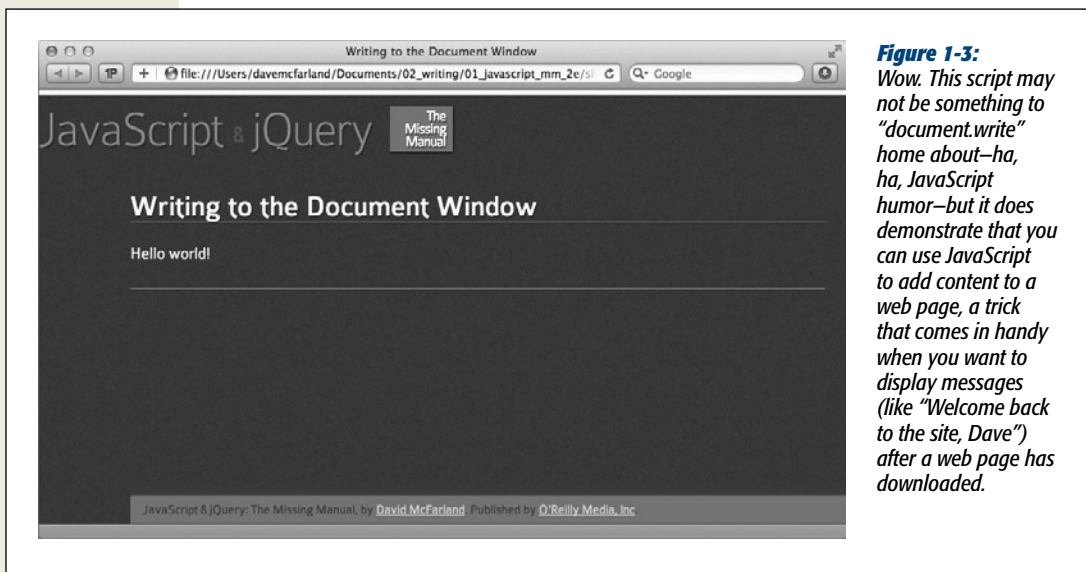 Writing to the Document Window
1P
+
file:///Users/davemcfarland/Documents/02_writing/01_javascript_mm_2e/
Google
JavaScript & jQuery
The
Missing
Manual
Writing to the Document Window
Hello world!
JavaScript & jQuery: The Missing Manual, by David McFarland. Published by O'Reilly Media, Inc
Figure 1-3:
Wow. This script may
not be something to
“document.write”
home about—ha,
ha, JavaScript
humor—but it does
demonstrate that you
can use JavaScript
to add content to a
web page, a trick
that comes in handy
when you want to
display messages
(like “Welcome back
to the site, Dave”)
after a web page has
downloaded.